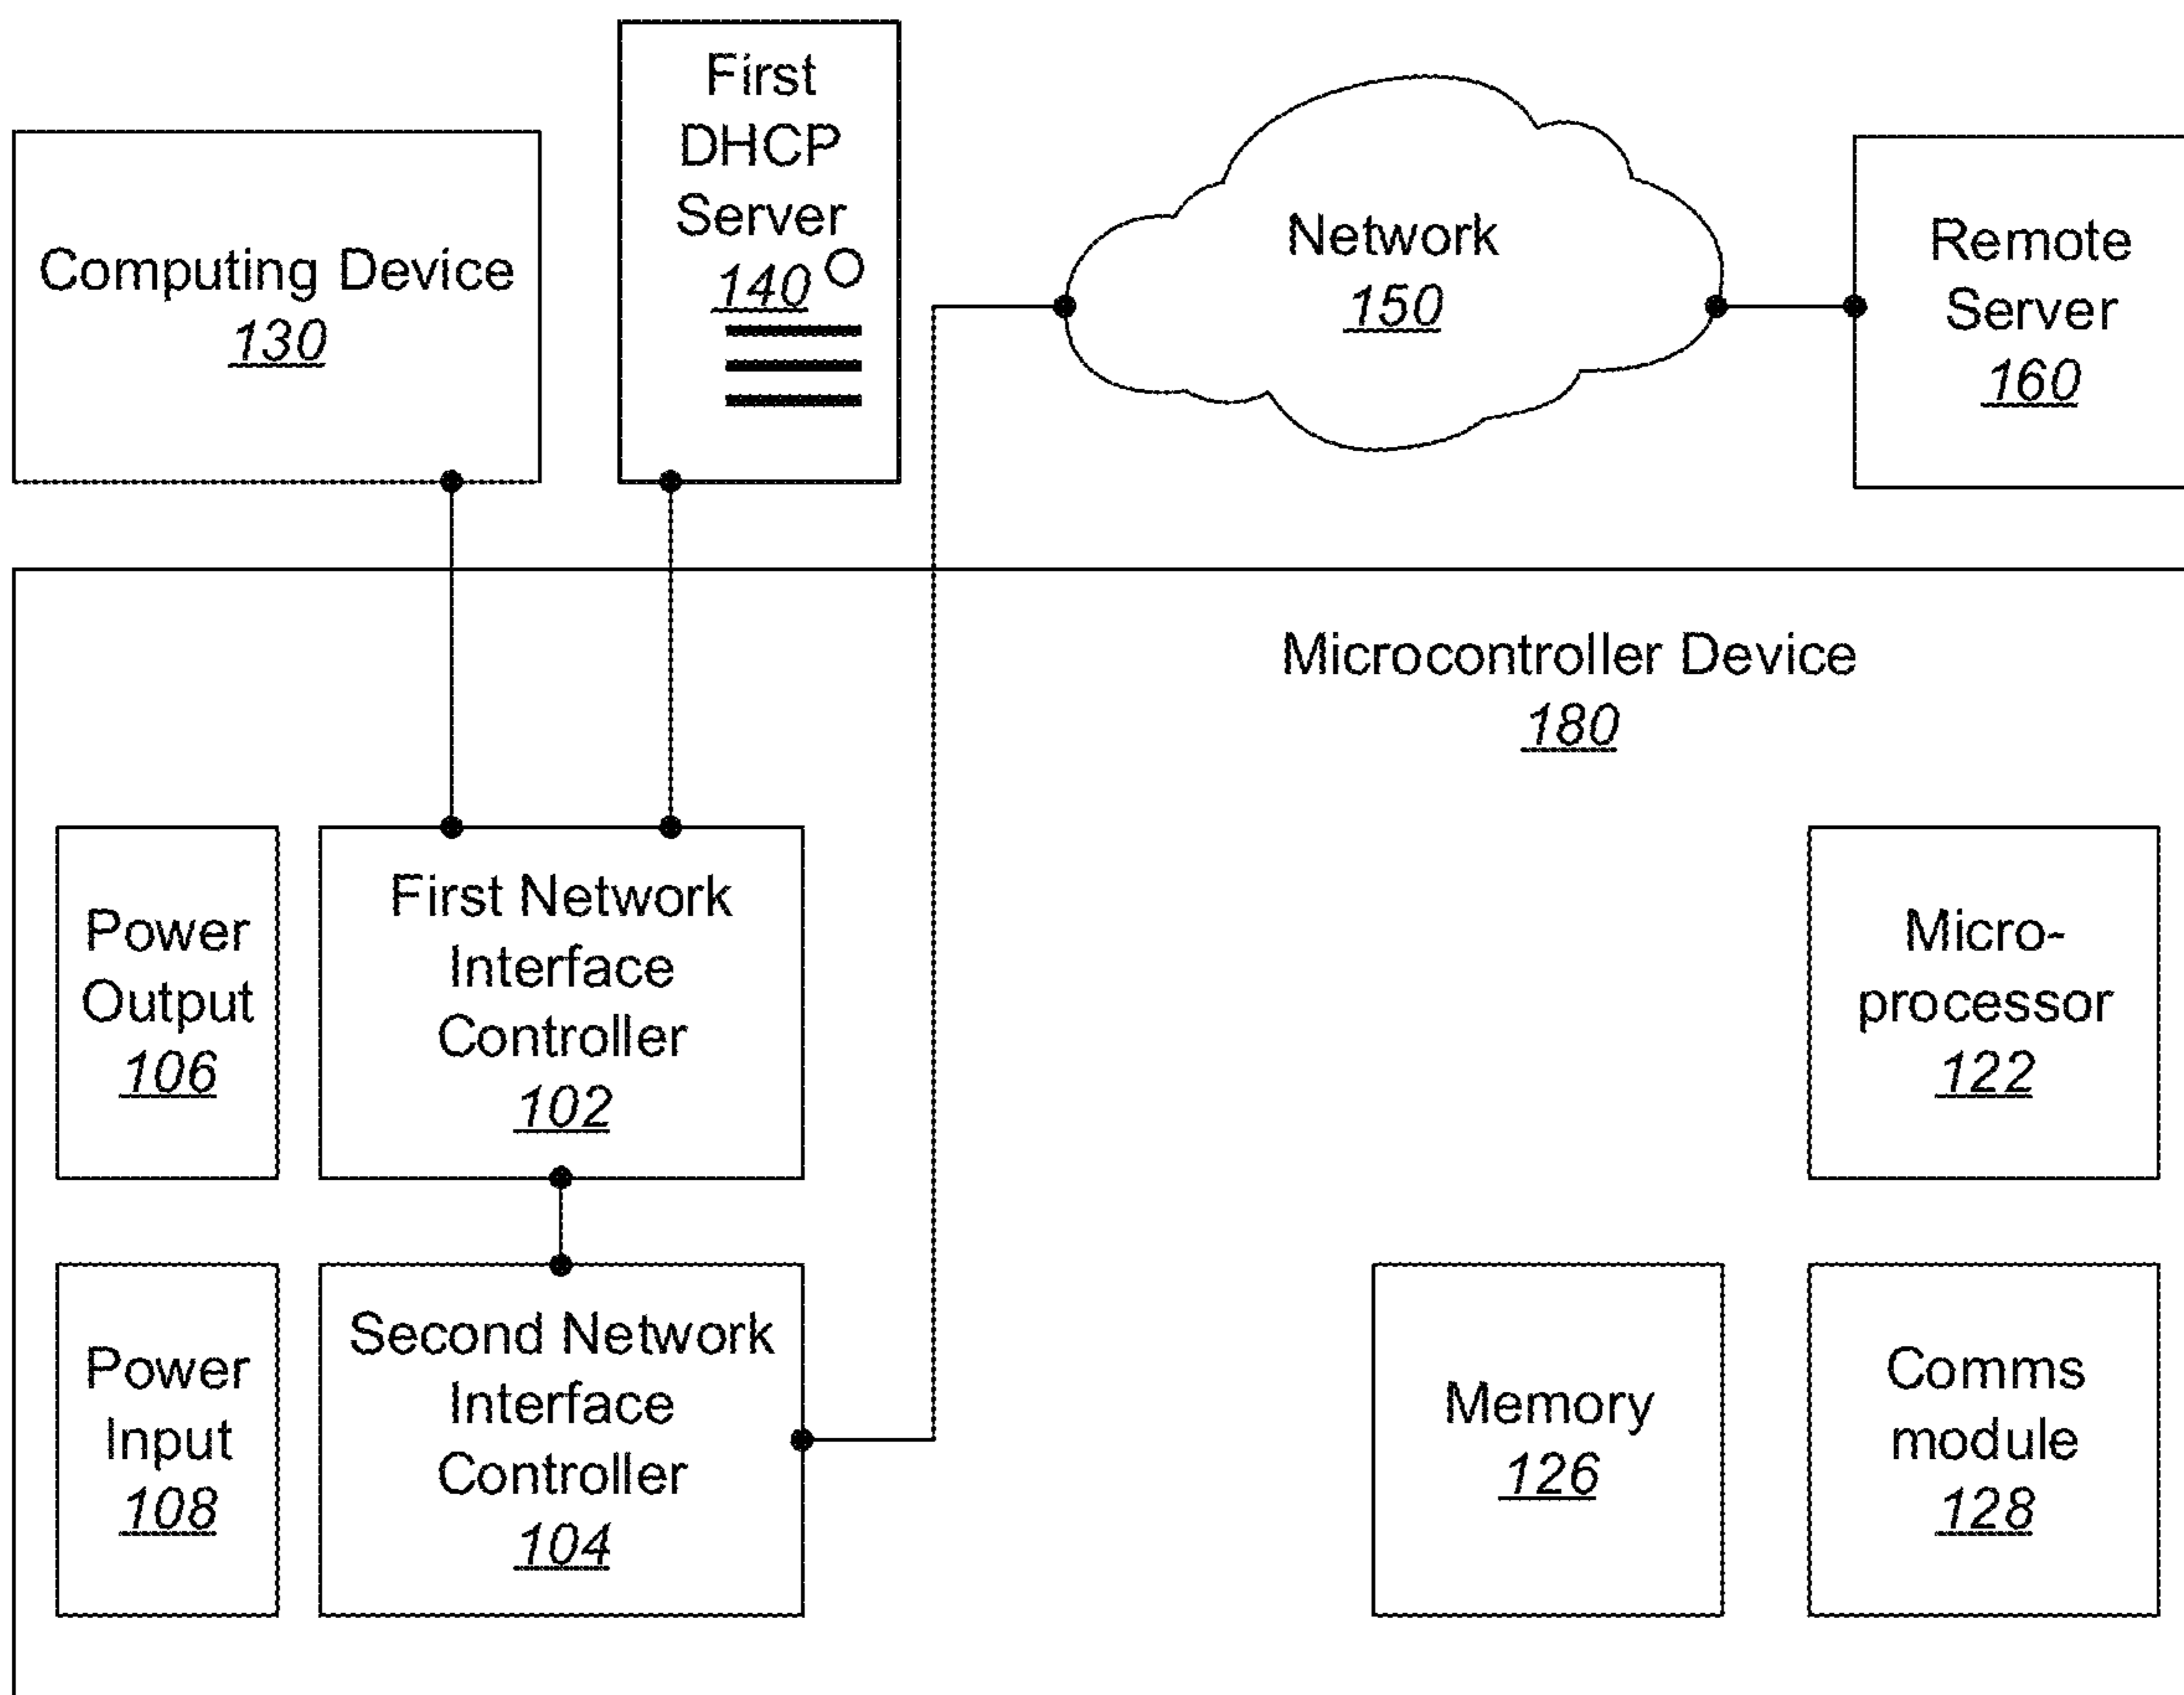 First
DHCP
Server
140
Computing Device
130
Network
150
Remote
Server
160
Microcontroller Device
180
Power
Output
106
First Network
Interface
Controller
102
Micro-
processor
122
Power
Input
108
Second Network
Interface
Controller
104
Memory
126
Comms
module
128